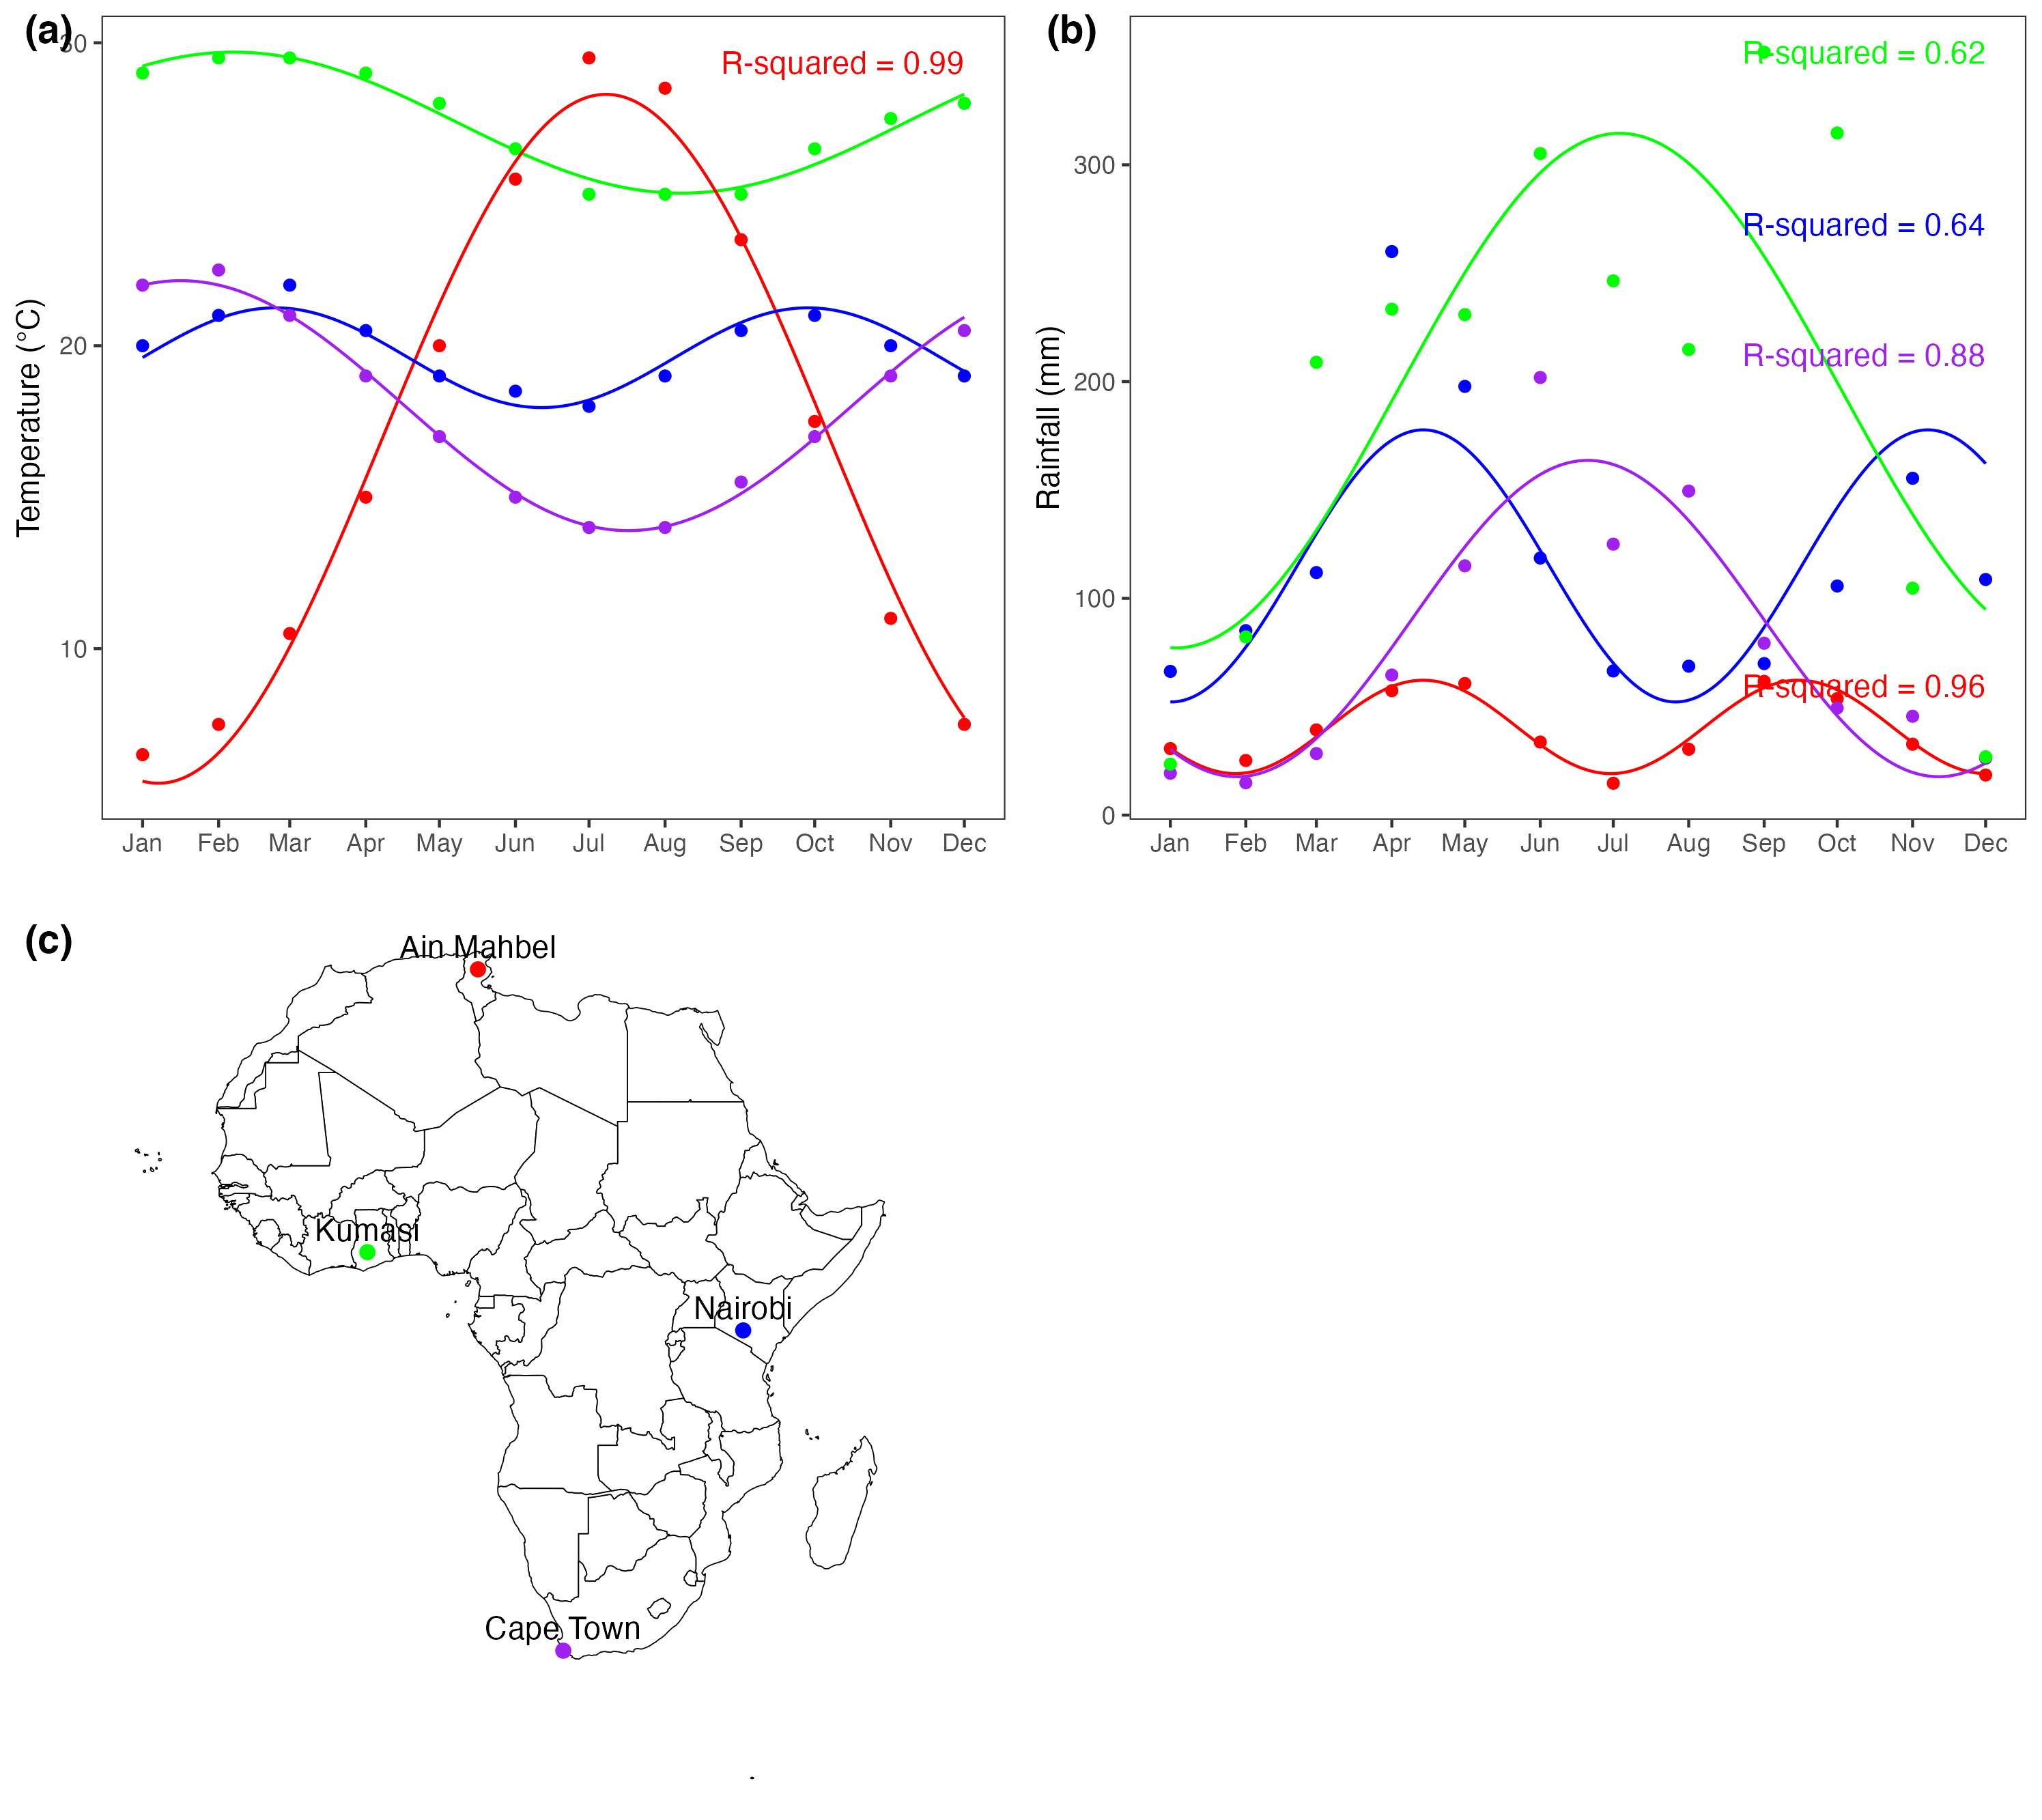 (a)
30
20
10
Temperature (°C)
R-squared = 0.99
Jan Feb Mar Apr May Jun Jul Aug Sep Oct Nov Dec
(b)
300
200
100
0
Rainfall (mm)
R-squared = 0.62
R-squared = 0.64
R-squared = 0.88
R-squared = 0.96
Jan Feb Mar Apr May Jun Jul Aug Sep Oct Nov Dec
(c)
Ain Mahbel
Kumasi
Nairobi
Cape Town